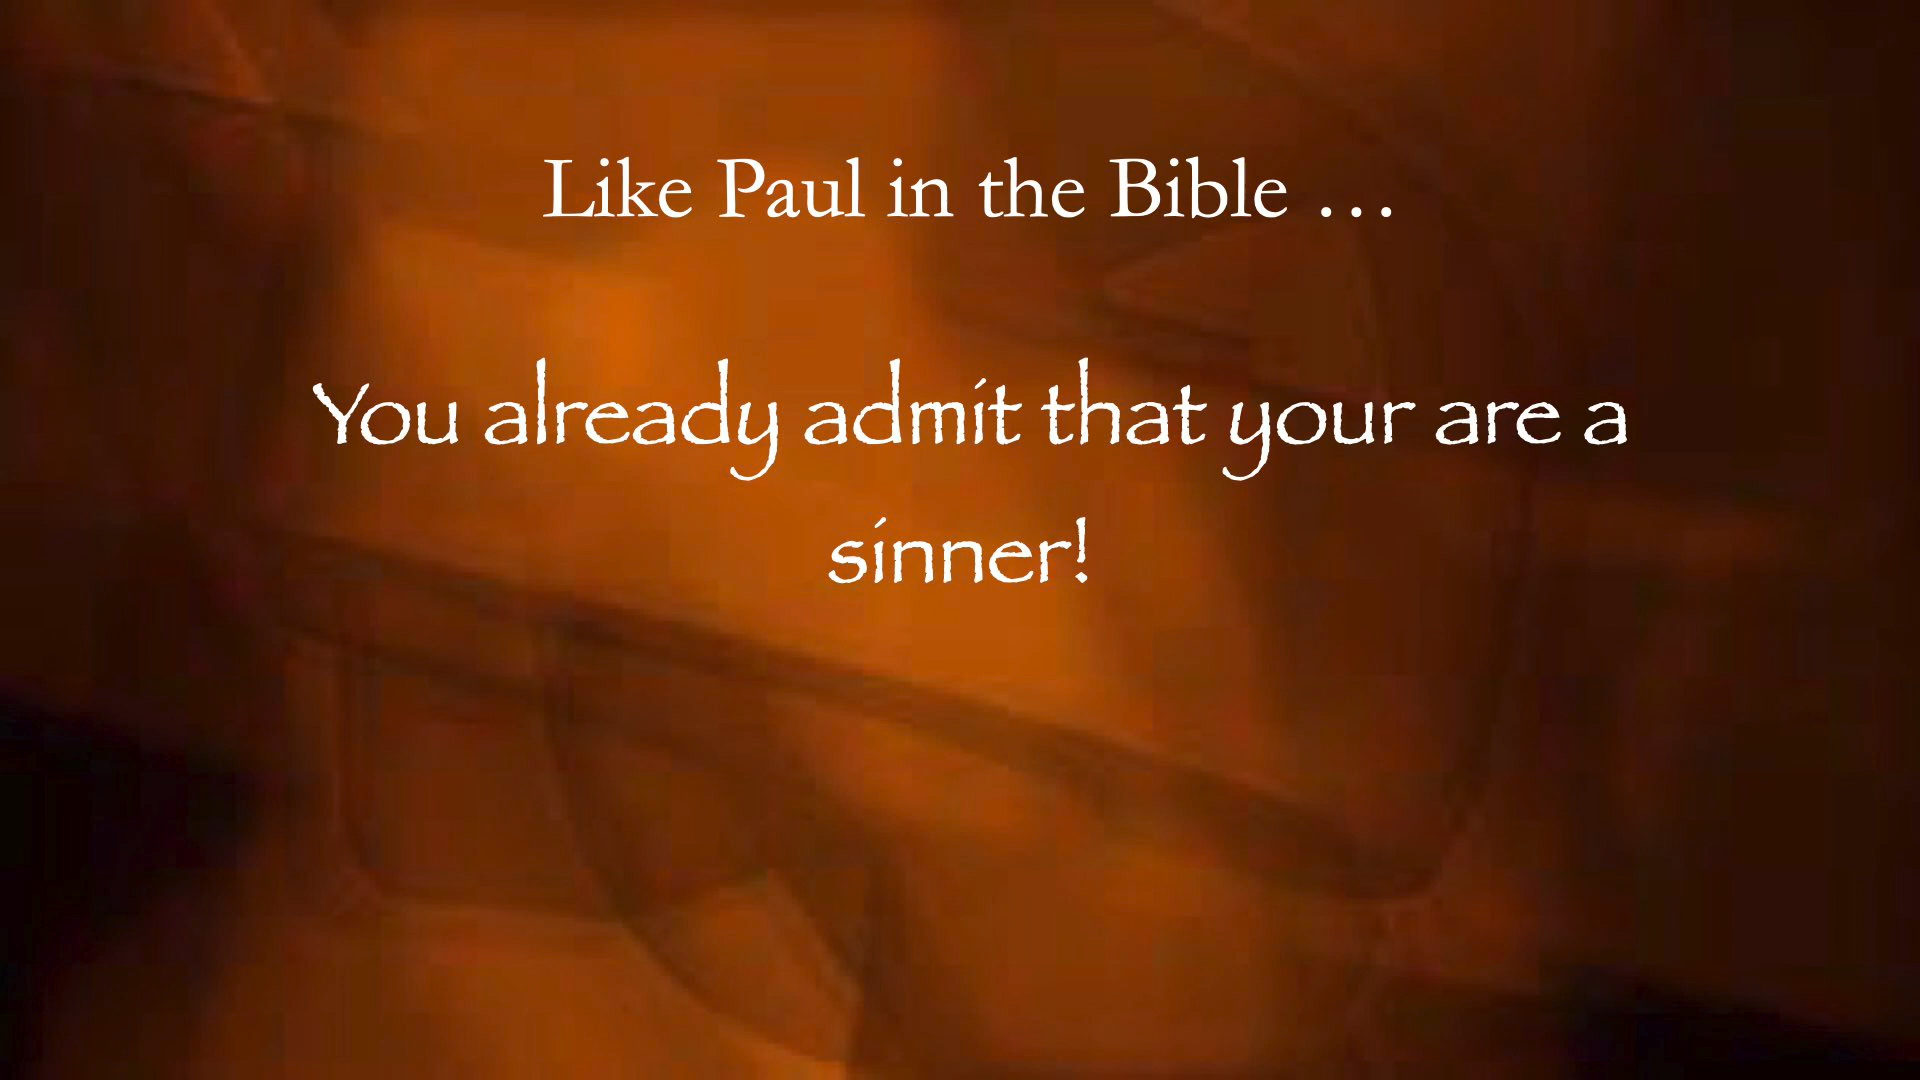 Like Paul in the Bible …
You already admit that your are a
sinner!